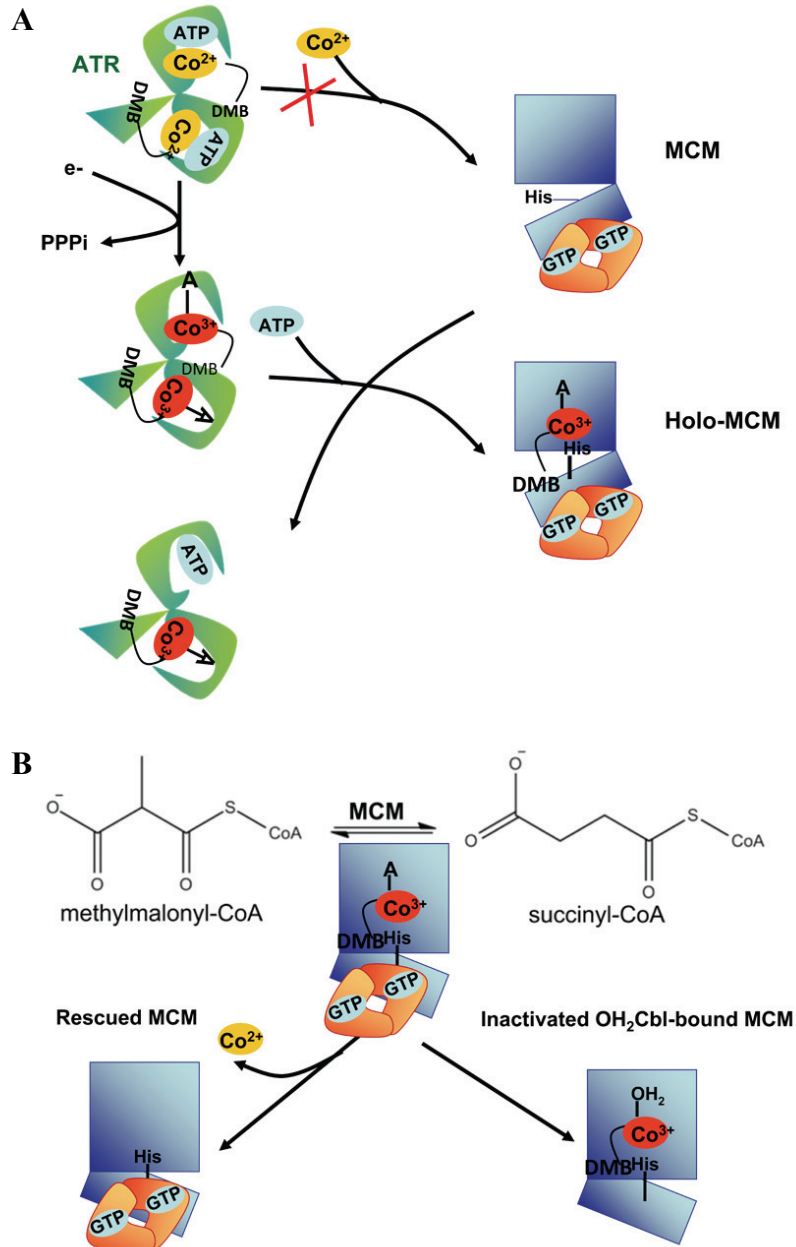 A
ATP
Co2+
ATR
DMB
DMB
Co2+
ATP
Co2+
MCM
His
GTP GTP
e-
PPPi
A
Co3+
DMB
DMB
Co3+
A
ATP
A
Co3+
His
DMB
GTP GTP
Holo-MCM
ATP
DMB
Co3+
A
B
O−
O
O
S
CoA
methylmalonyl-CoA
MCM
O−
O
O
S
CoA
succinyl-CoA
A
Co3+
DMB His
GTP GTP
Rescued MCM
Co2+
Inactivated OH2Cbl-bound MCM
His
GTP GTP
OH2
Co3+
DMB His